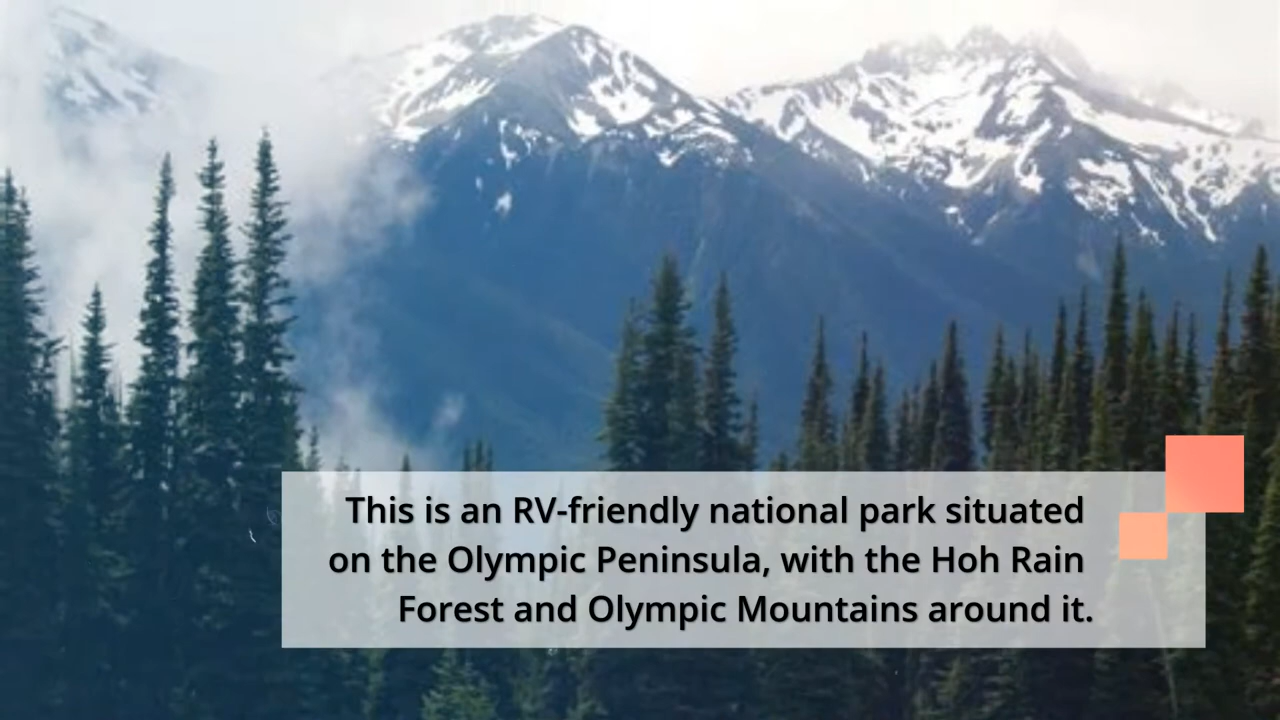 This is an RV-friendly national park situated
on the Olympic Peninsula, with the Hoh Rain
Forest and Olympic Mountains around it.